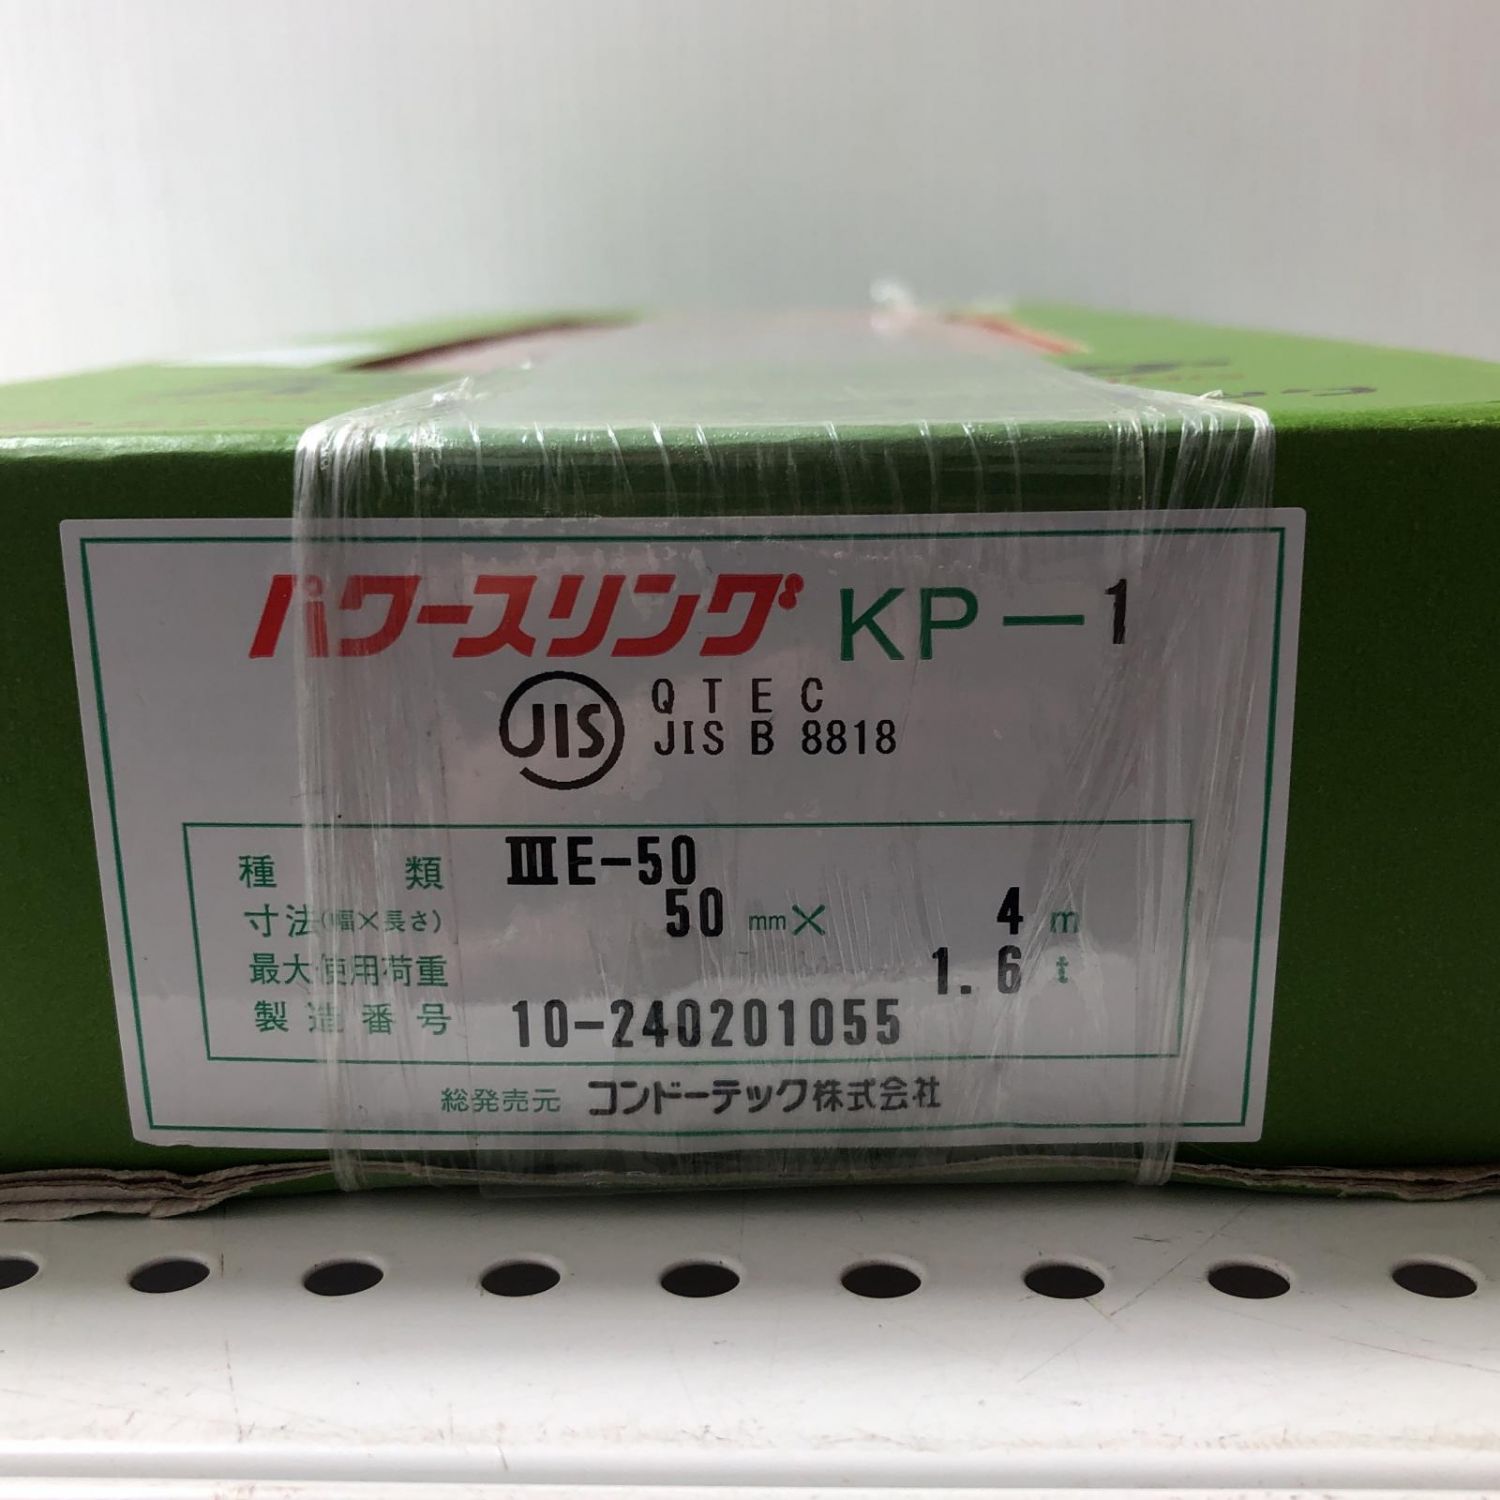 パワースリング KP-1
JIS QTEC
JIS B 8818
種類 ⅢE-50
寸法(幅×長さ) 50 mm× 4 m
最大使用荷重 1.6 t
製造番号 10-240201055
総発売元 コンドーテック株式会社